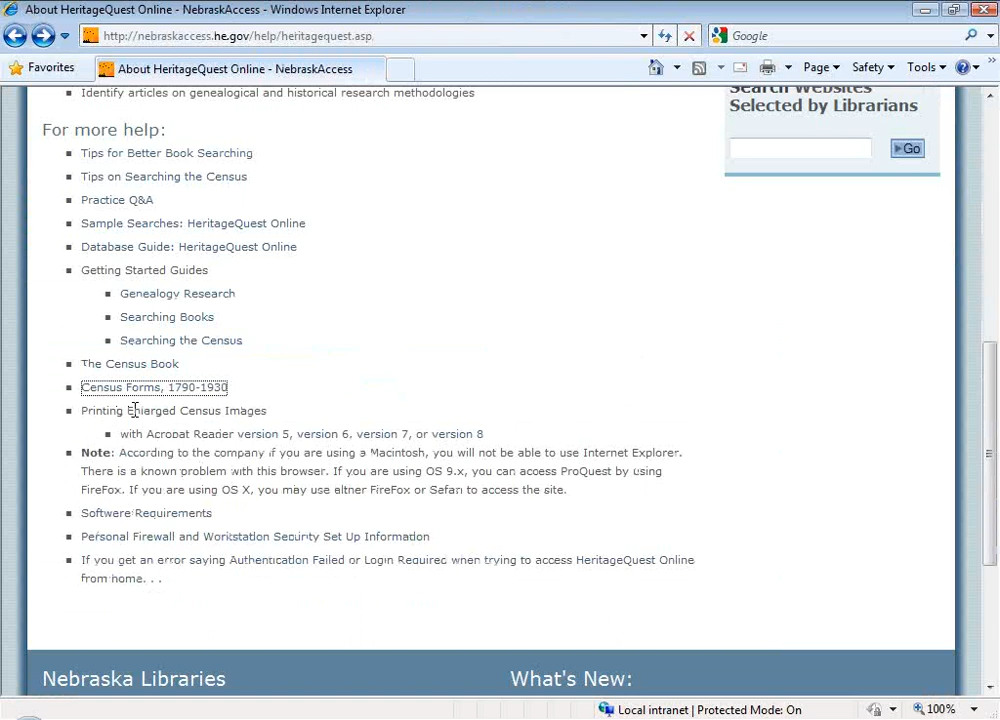 About HeritageQuest Online - NebraskAccess - Windows Internet Explorer
http://nebraskaccess.he.gov/help/heritagequest.asp
Google
Favorites
About HeritageQuest Online - NebraskAccess
Page
Safety
Tools
Identify articles on genealogical and historical research methodologies
Search Websites
Selected by Librarians
Go
For more help:
Tips for Better Book Searching
Tips on Searching the Census
Practice Q&A
Sample Searches: HeritageQuest Online
Database Guide: HeritageQuest Online
Getting Started Guides
Genealogy Research
Searching Books
Searching the Census
The Census Book
Census Forms, 1790-1930
Printing Enlarged Census Images
with Acrobat Reader version 5, version 6, version 7, or version 8
Note: According to the company if you are using a Macintosh, you will not be able to use Internet Explorer.
There is a known problem with this browser. If you are using OS 9.x, you can access ProQuest by using
FireFox. If you are using OS X, you may use either FireFox or Safari to access the site.
Software Requirements
Personal Firewall and Workstation Security Set Up Information
If you get an error saying Authentication Failed or Login Required when trying to access HeritageQuest Online
from home. . .
Nebraska Libraries
What's New:
Local intranet | Protected Mode: On
100%